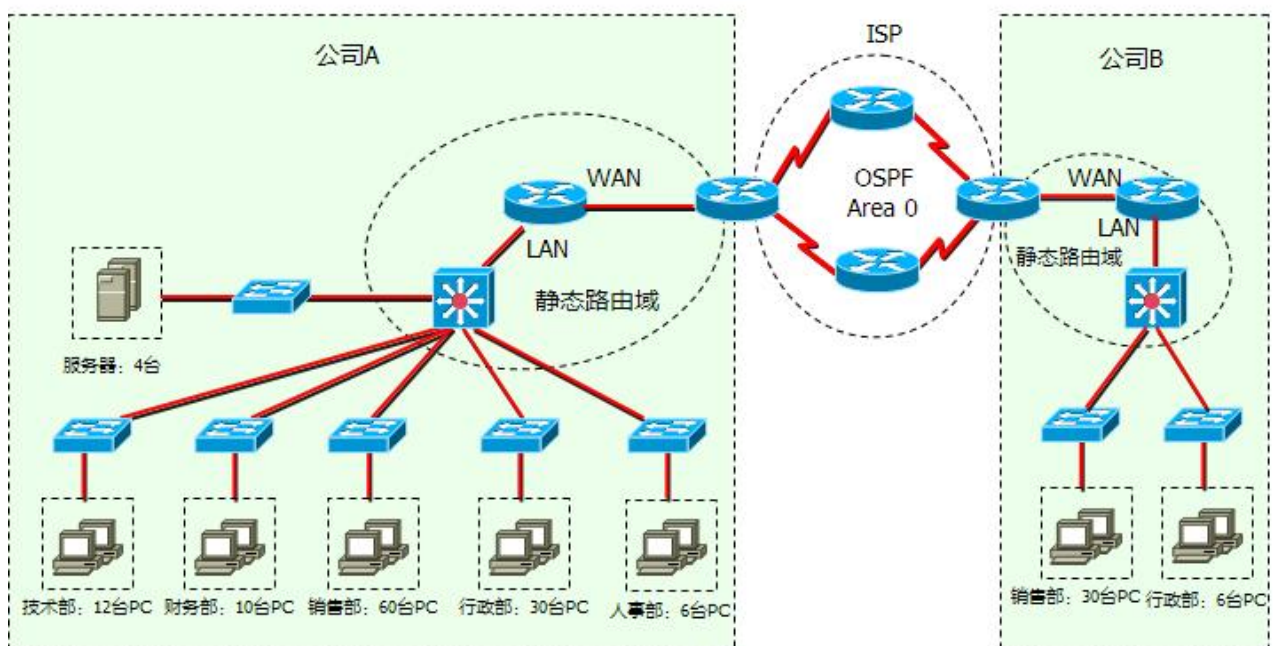 公司A
ISP
公司B
WAN
OSPF
Area 0
WAN
LAN
LAN
静态路由域
静态路由域
服务器：4台
技术部：12台PC
财务部：10台PC
销售部：60台PC
行政部：30台PC
人事部：6台PC
销售部：30台PC
行政部：6台PC